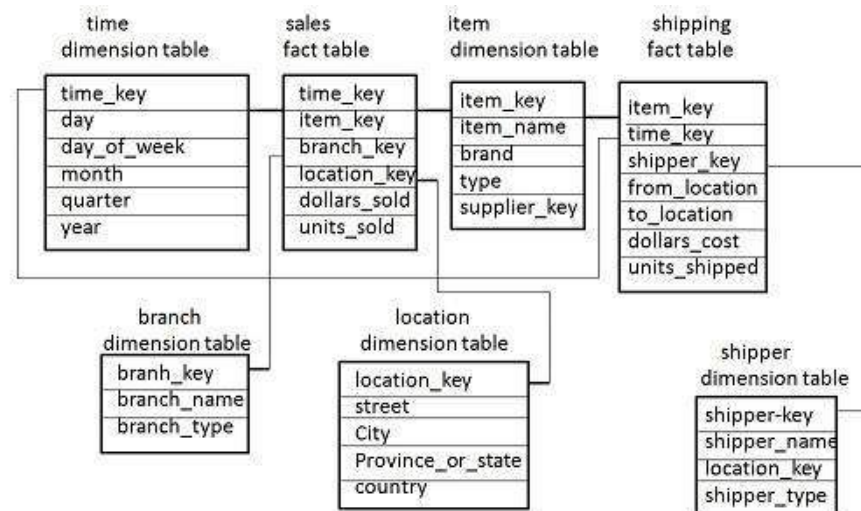 time
dimension table
time_key
day
day_of_week
month
quarter
year
sales
fact table
time_key
item_key
branch_key
location_key
dollars_sold
units_sold
item
dimension table
item_key
item_name
brand
type
supplier_key
shipping
fact table
item_key
time_key
shipper_key
from_location
to_location
dollars_cost
units_shipped
branch
dimension table
branh_key
branch_name
branch_type
location
dimension table
location_key
street
City
Province_or_state
country
shipper
dimension table
shipper-key
shipper_name
location_key
shipper_type